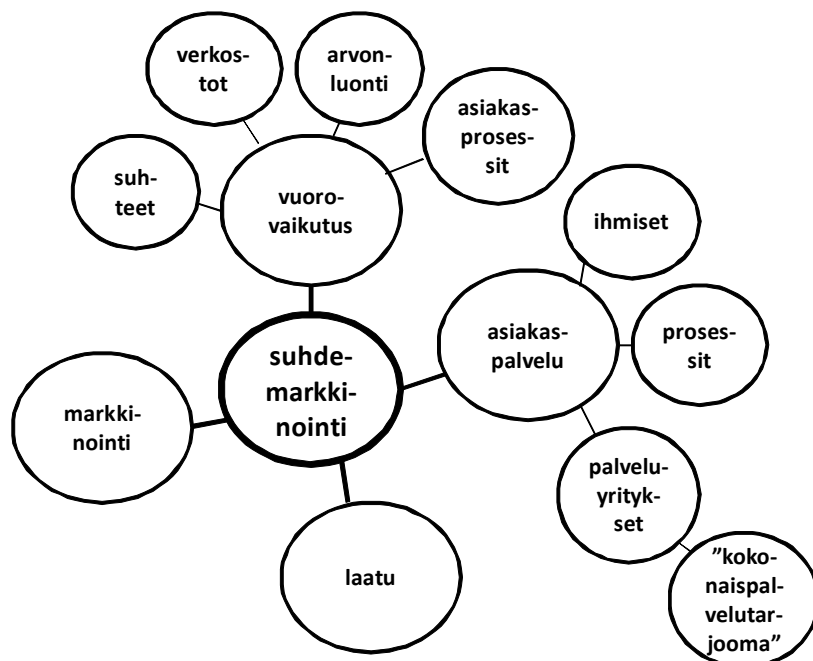 verkos-
tot
arvon-
luonti
asiakas-
proses-
sit
suh-
teet
vuoro-
vaikutus
ihmiset
asiakas-
palvelu
proses-
sit
suhde-
markki-
nointi
markki-
nointi
palvelu-
yrityk-
set
laatu
”koko-
naispal-
velutar-
jooma”